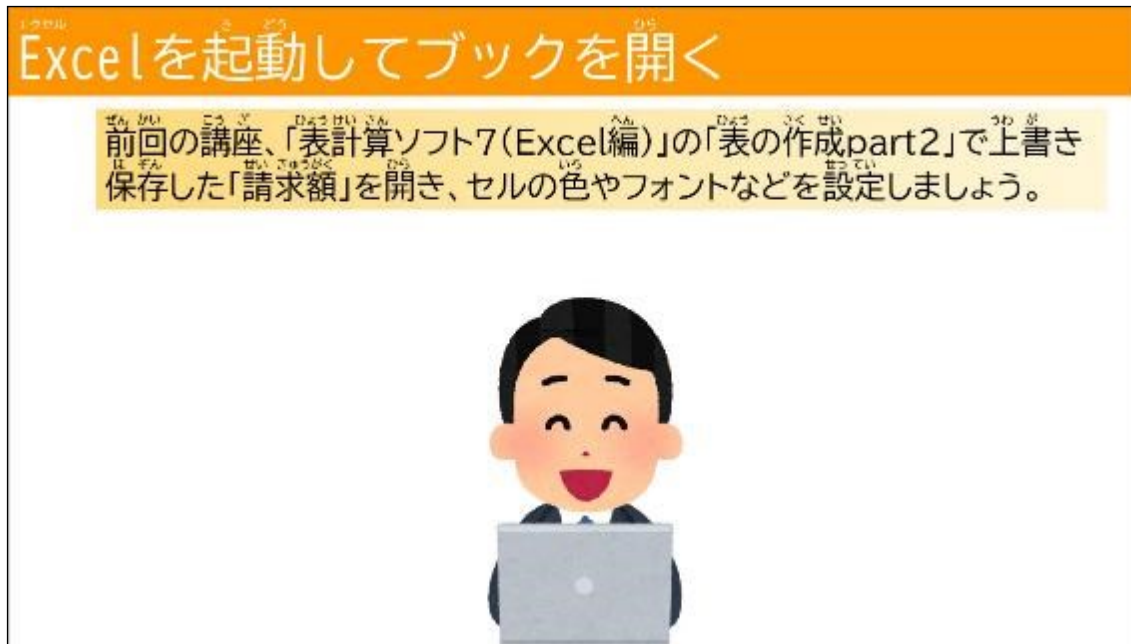 Excelを起動してブックを開く
前回の講座、「表計算ソフト7(Excel編)」の「表の作成part2」で上書き
保存した「請求額」を開き、セルの色やフォントなどを設定しましょう。